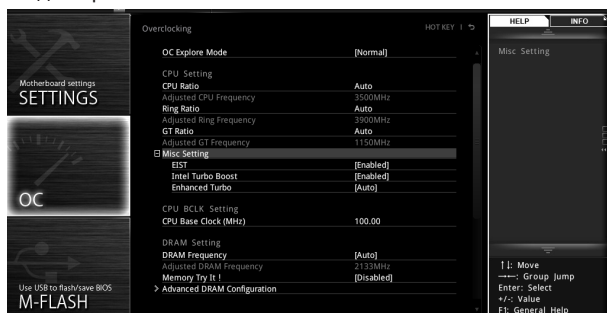 HELP INFO
Overclocking HOT KEY
OC Explore Mode [Normal]
Misc Setting
CPU Setting
Motherboard settings
SETTINGS
CPU Ratio Auto
Adjusted CPU Frequency 3500MHz
Ring Ratio Auto
Adjusted Ring Frequency 3900MHz
GT Ratio Auto
Adjusted GT Frequency 1150MHz
Misc Setting
EIST [Enabled]
Intel Turbo Boost [Enabled]
Enhanced Turbo [Auto]
OC
CPU BCLK Setting
CPU Base Clock (MHz) 100.00
DRAM Setting
DRAM Frequency [Auto]
Adjusted DRAM Frequency 2133MHz
Memory Try It ! [Disabled]
> Advanced DRAM Configuration
Use USB to flash/save BIOS
M-FLASH
↑↓: Move
→←: Group Jump
Enter: Select
+/-: Value
F1: General Help